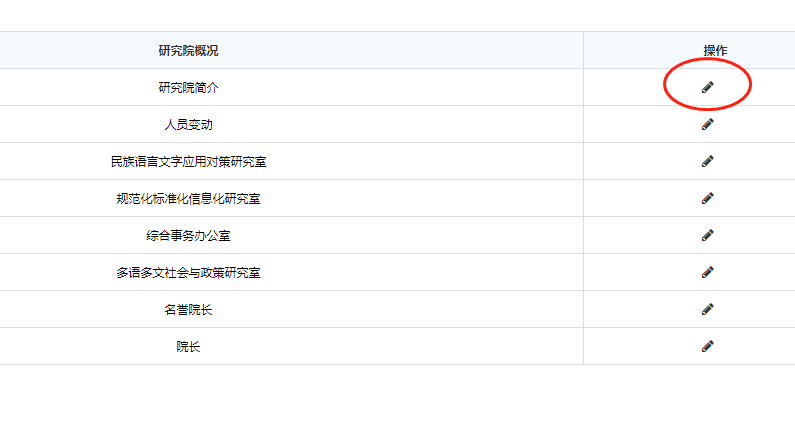 研究院概况 操作
研究院简介
人员变动
民族语言文字应用对策研究室
规范化标准化信息化研究室
综合事务办公室
多语多文社会与政策研究室
名誉院长
院长